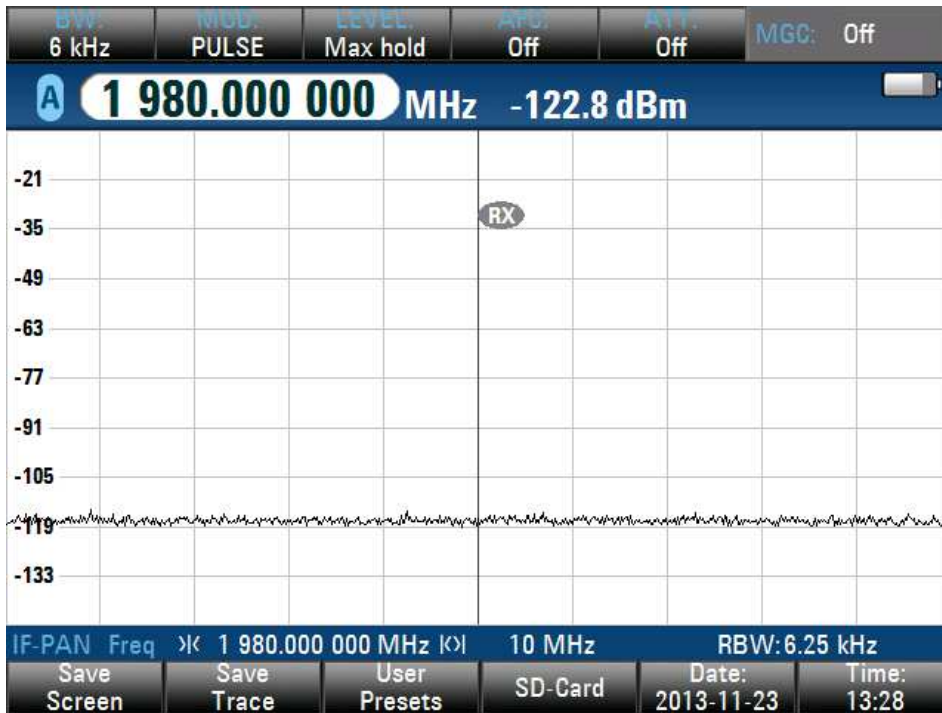 BW: MOD: LEVEL: AFC: ATT: MGC: Off
6 kHz PULSE Max hold Off Off
A 1 980.000 000 MHz -122.8 dBm
-21
RX
-35
-49
-63
-77
-91
-105
-119
-133
IF-PAN Freq 1 980.000 000 MHz 10 MHz RBW:6.25 kHz
Save Save User SD-Card Date: Time:
Screen Trace Presets 2013-11-23 13:28